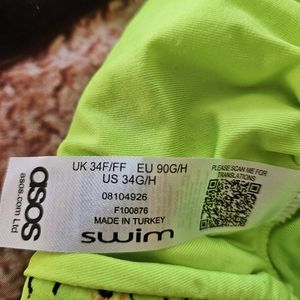 asos
asos.com Ltd
UK 34F/FF EU 90G/H
US 34G/H
08104926
F100876
MADE IN TURKEY
swim
PLEASE SCAN ME
FOR TRANSLATIONS